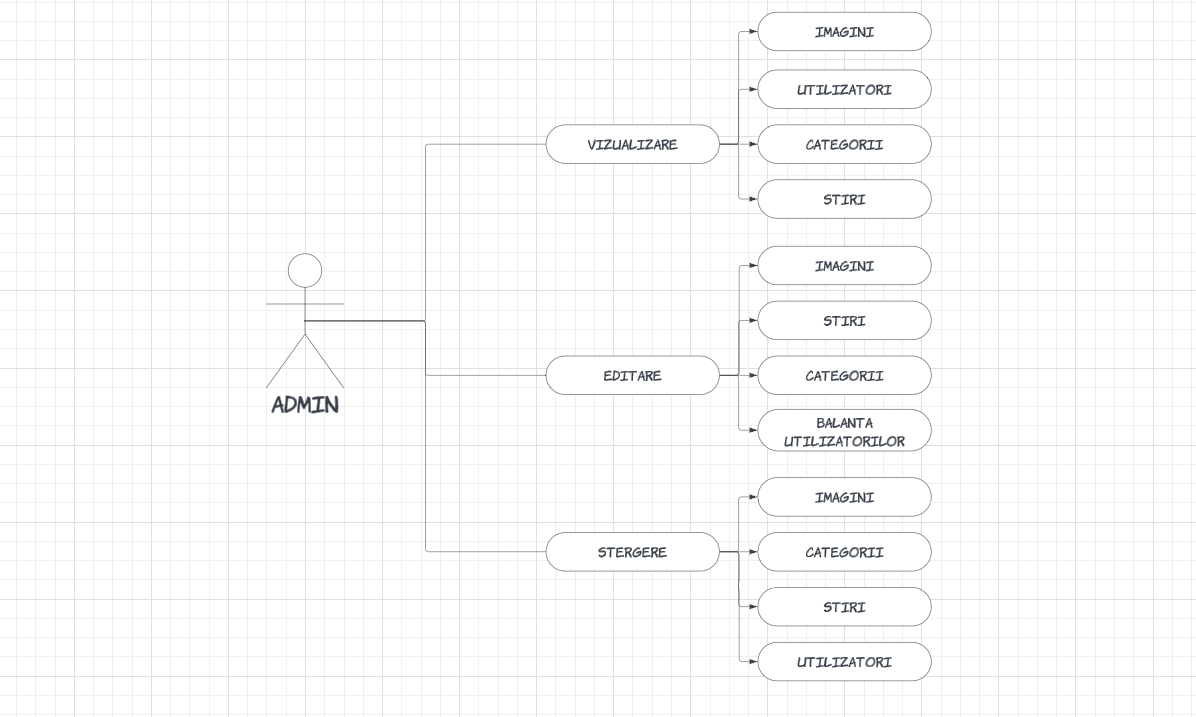 IMAGINI
UTILIZATORI
VIZUALIZARE
CATEGORII
STIRI
IMAGINI
STIRI
EDITARE
CATEGORII
ADMIN
BALANTA
UTILIZATORILOR
IMAGINI
STERGERE
CATEGORII
STIRI
UTILIZATORI